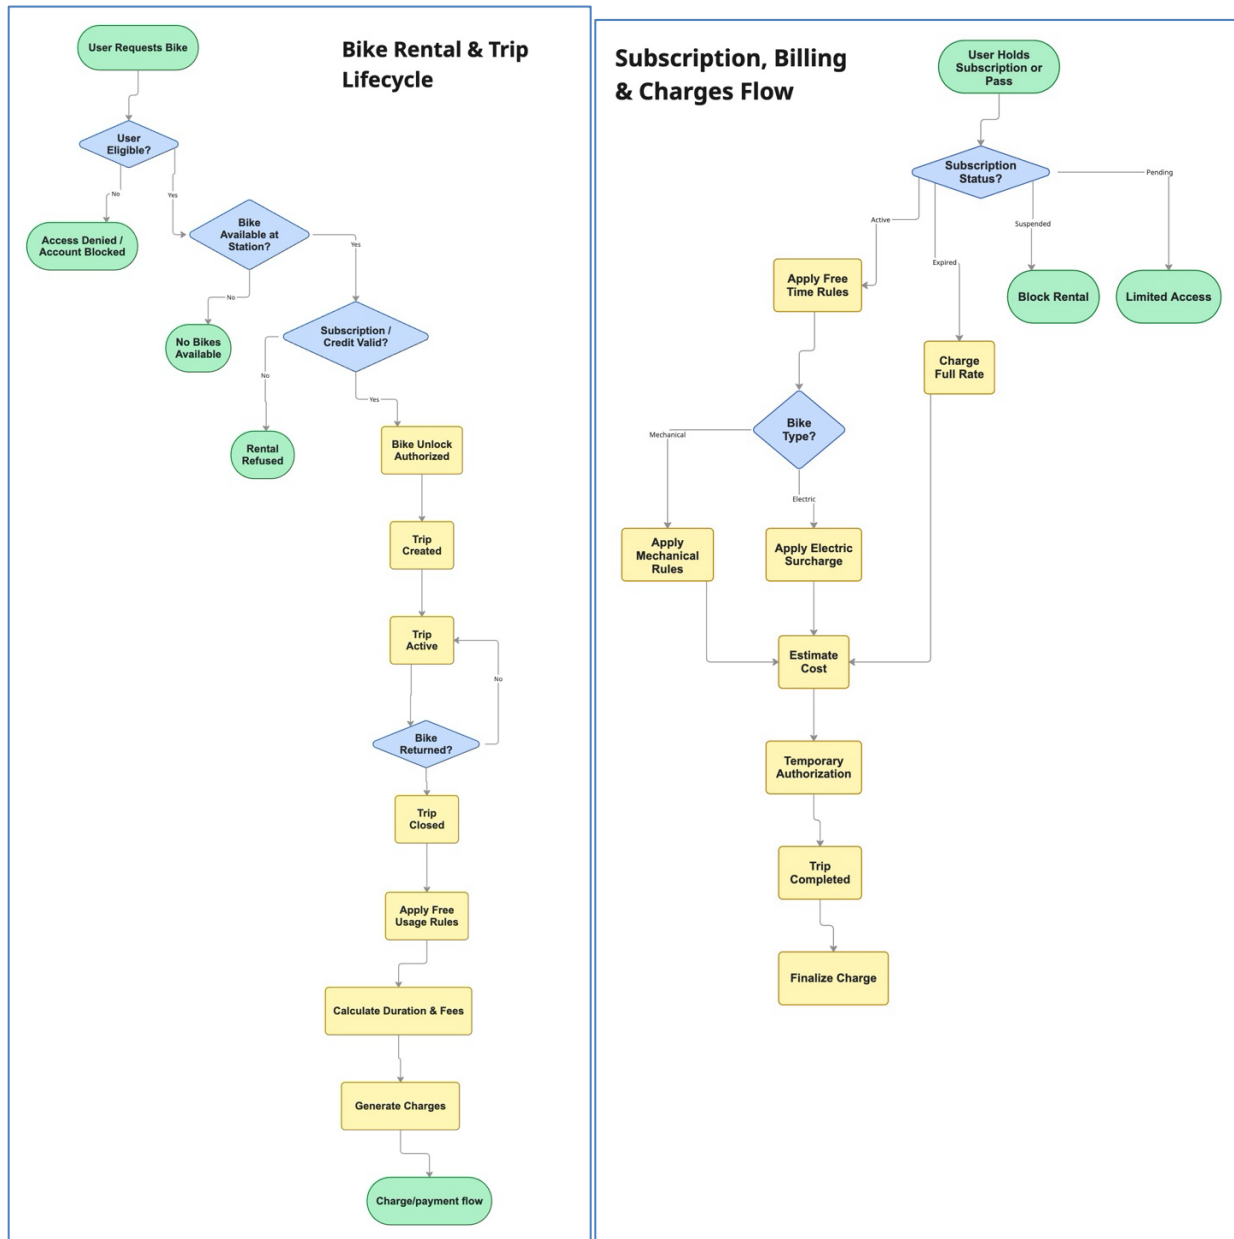 Bike Rental & Trip
Lifecycle
User Requests Bike
User
Eligible?
No
Yes
Access Denied /
Account Blocked
Bike
Available at
Station?
Yes
No
No Bikes
Available
Subscription /
Credit Valid?
No
Yes
Rental
Refused
Bike Unlock
Authorized
Trip
Created
Trip
Active
No
Bike
Returned?
Trip
Closed
Apply Free
Usage Rules
Calculate Duration & Fees
Generate Charges
Charge/payment flow
Subscription, Billing
& Charges Flow
User Holds
Subscription or
Pass
Subscription
Status?
Pending
Active
Suspended
Expired
Apply Free
Time Rules
Block Rental
Limited Access
Charge
Full Rate
Bike
Type?
Mechanical
Electric
Apply
Mechanical
Rules
Apply Electric
Surcharge
Estimate
Cost
Temporary
Authorization
Trip
Completed
Finalize Charge